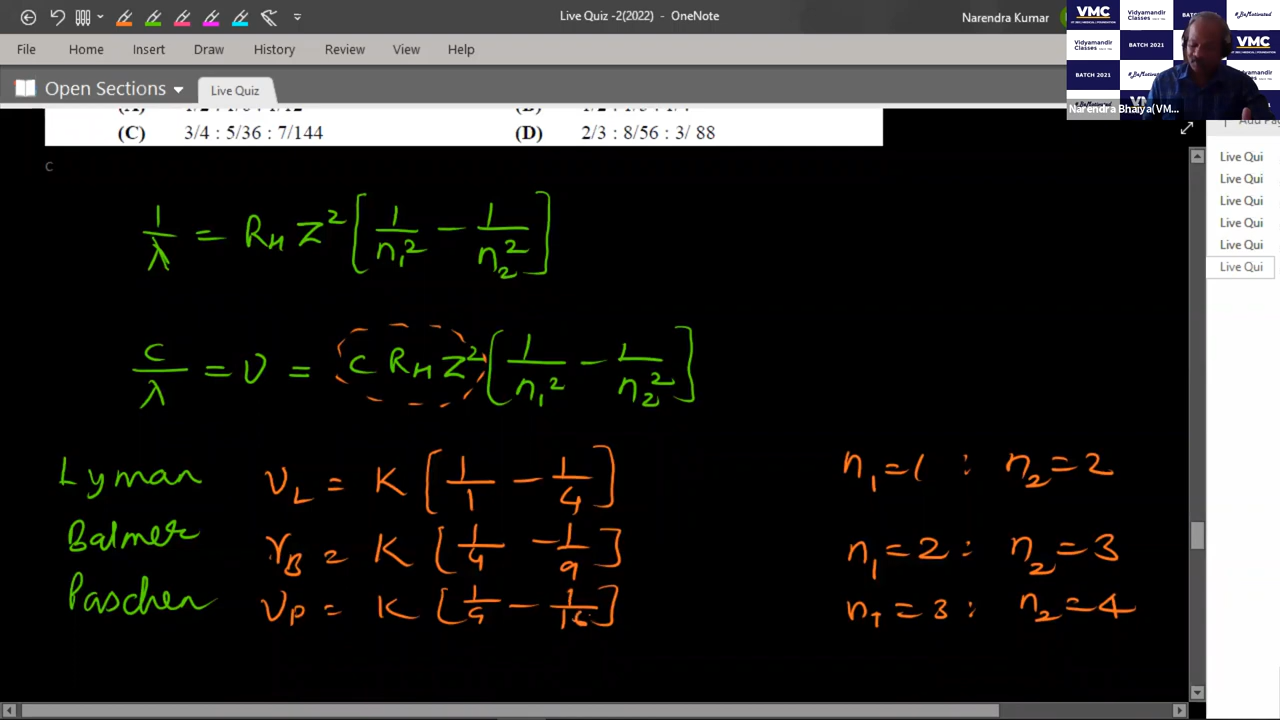 Live Quiz -2(2022) - OneNote
Narendra Kumar
File Home Insert Draw History Review View Help
Open Sections
Live Quiz
VMC
Vidyamandir Classes
BATCH 2021
#BeMotivated
Narendra Bhaiya(VM...
(C) 3/4 : 5/36 : 7/144 (D) 2/3 : 8/56 : 3/ 88
C
1/λ = R_H Z² [1/n₁² − 1/n₂²]
c/λ = ν = C R_H Z² [1/n₁² − 1/n₂²]
Lyman ν_L = K [1/1 − 1/4] n₁ = 1 : n₂ = 2
Balmer ν_B = K [1/4 − 1/9] n₁ = 2 : n₂ = 3
Paschen ν_P = K [1/9 − 1/16] n₁ = 3 : n₂ = 4
Live Qui
Live Qui
Live Qui
Live Qui
Live Qui
Live Qui